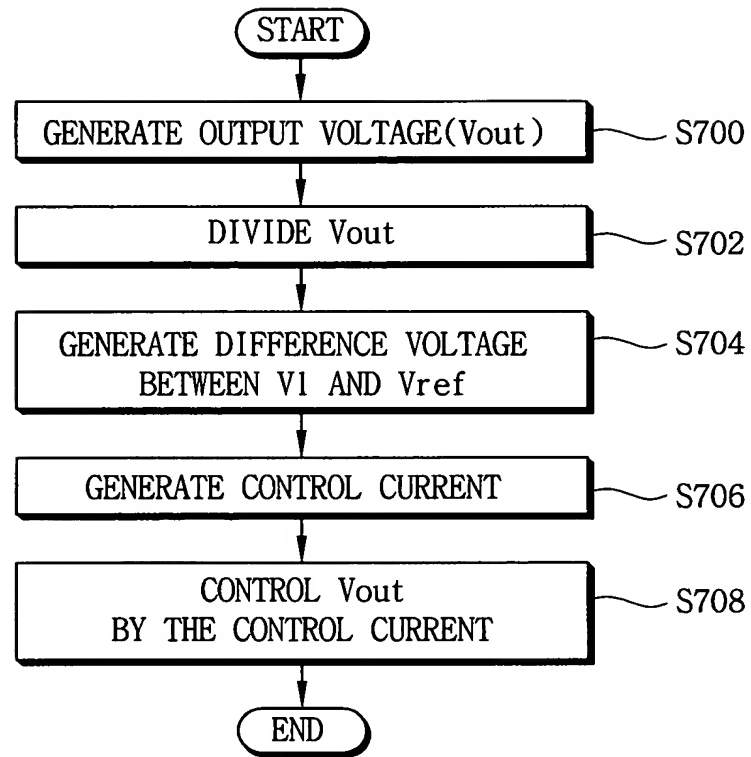 START
GENERATE OUTPUT VOLTAGE(Vout)
S700
DIVIDE Vout
S702
GENERATE DIFFERENCE VOLTAGE
BETWEEN V1 AND Vref
S704
GENERATE CONTROL CURRENT
S706
CONTROL Vout
BY THE CONTROL CURRENT
S708
END